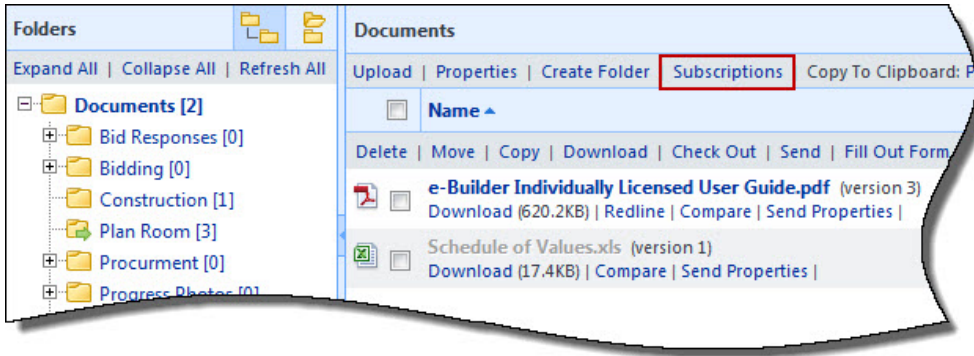 Folders
Expand All | Collapse All | Refresh All
Documents [2]
Bid Responses [0]
Bidding [0]
Construction [1]
Plan Room [3]
Procurment [0]
Progress Photos [0]
Documents
Upload | Properties | Create Folder | Subscriptions Copy To Clipboard: P
Name
Delete | Move | Copy | Download | Check Out | Send | Fill Out Form
e-Builder Individually Licensed User Guide.pdf (version 3)
Download (620.2KB) | Redline | Compare | Send Properties |
Schedule of Values.xls (version 1)
Download (17.4KB) | Compare | Send Properties |